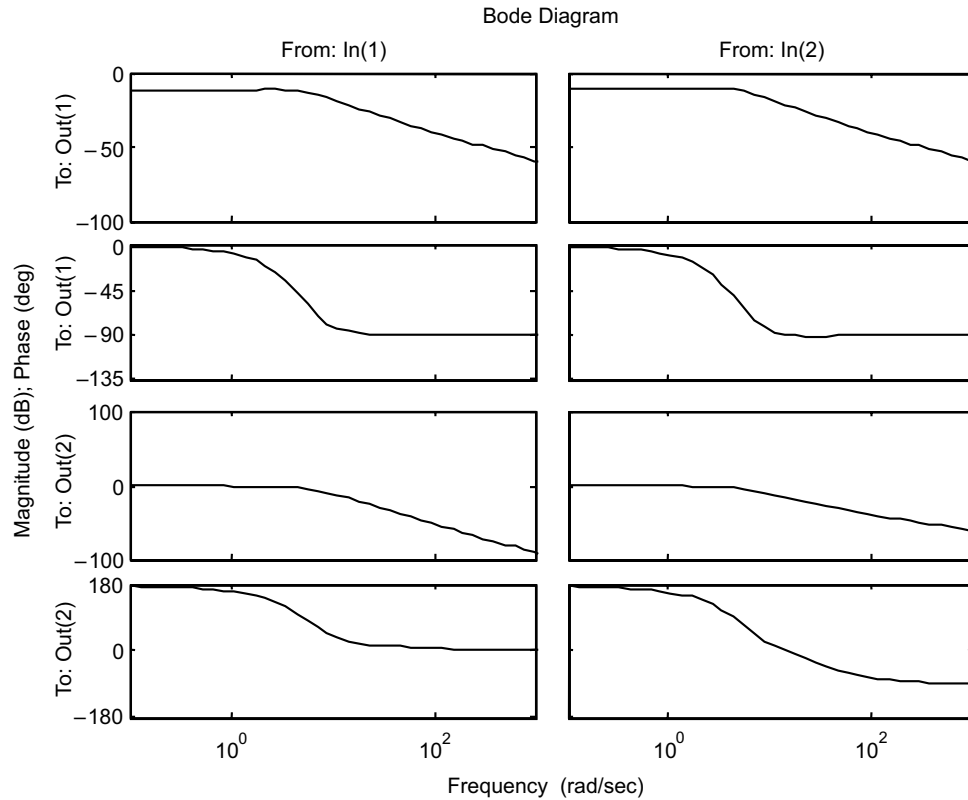 Bode Diagram
From: In(1)
From: In(2)
Magnitude (dB); Phase (deg)
To: Out(1)
0
−50
−100
To: Out(1)
0
−45
−90
−135
To: Out(2)
100
0
−100
To: Out(2)
180
0
−180
10^0
10^2
10^0
10^2
Frequency (rad/sec)